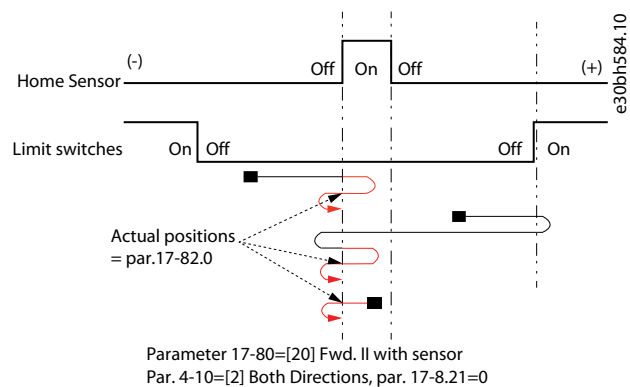 (-)
Off
On
Off
(+)
Home Sensor
e30bh584.10
Limit switches
On
Off
Off
On
Actual positions
= par.17-82.0
Parameter 17-80=[20] Fwd. II with sensor
Par. 4-10=[2] Both Directions, par. 17-8.21=0